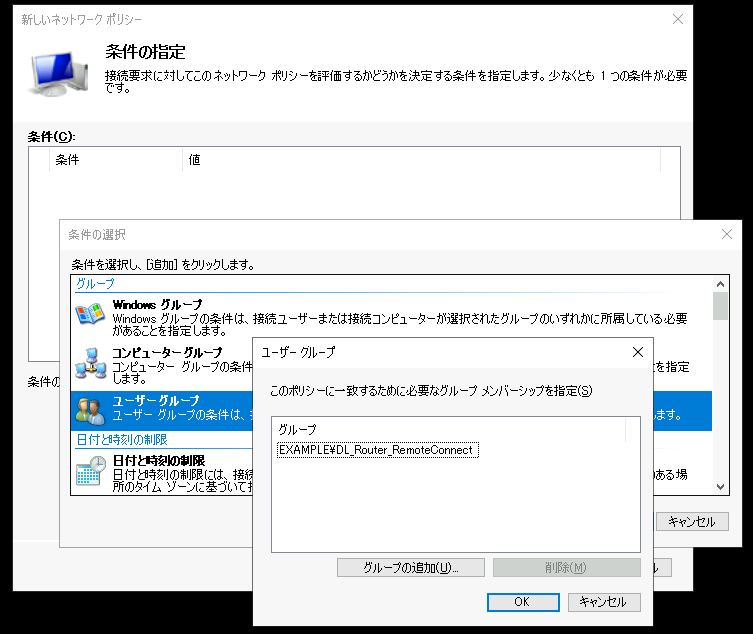 新しいネットワーク ポリシー
条件の指定
接続要求に対してこのネットワーク ポリシーを評価するかどうかを決定する条件を指定します。少なくとも 1 つの条件が必要
です。
条件(C):
条件 値
条件の選択
条件を選択し、[追加] をクリックします。
グループ
Windows グループ
Windows グループの条件は、接続ユーザーまたは接続コンピューターが選択されたグループのいずれかに所属している必要
があることを指定します。
コンピューター グループ
コンピューター グループの条件 を指定
します。
ユーザー グループ
ユーザー グループの条件は、 ます。
日付と時刻の制限
日付と時刻の制限
日付と時刻の制限には、接続 のある場
所のタイム ゾーンに基づいて
条件の
キャンセル
ユーザー グループ
このポリシーに一致するために必要なグループ メンバーシップを指定(S)
グループ
EXAMPLE¥DL_Router_RemoteConnect
グループの追加(U)... 削除(M)
OK キャンセル